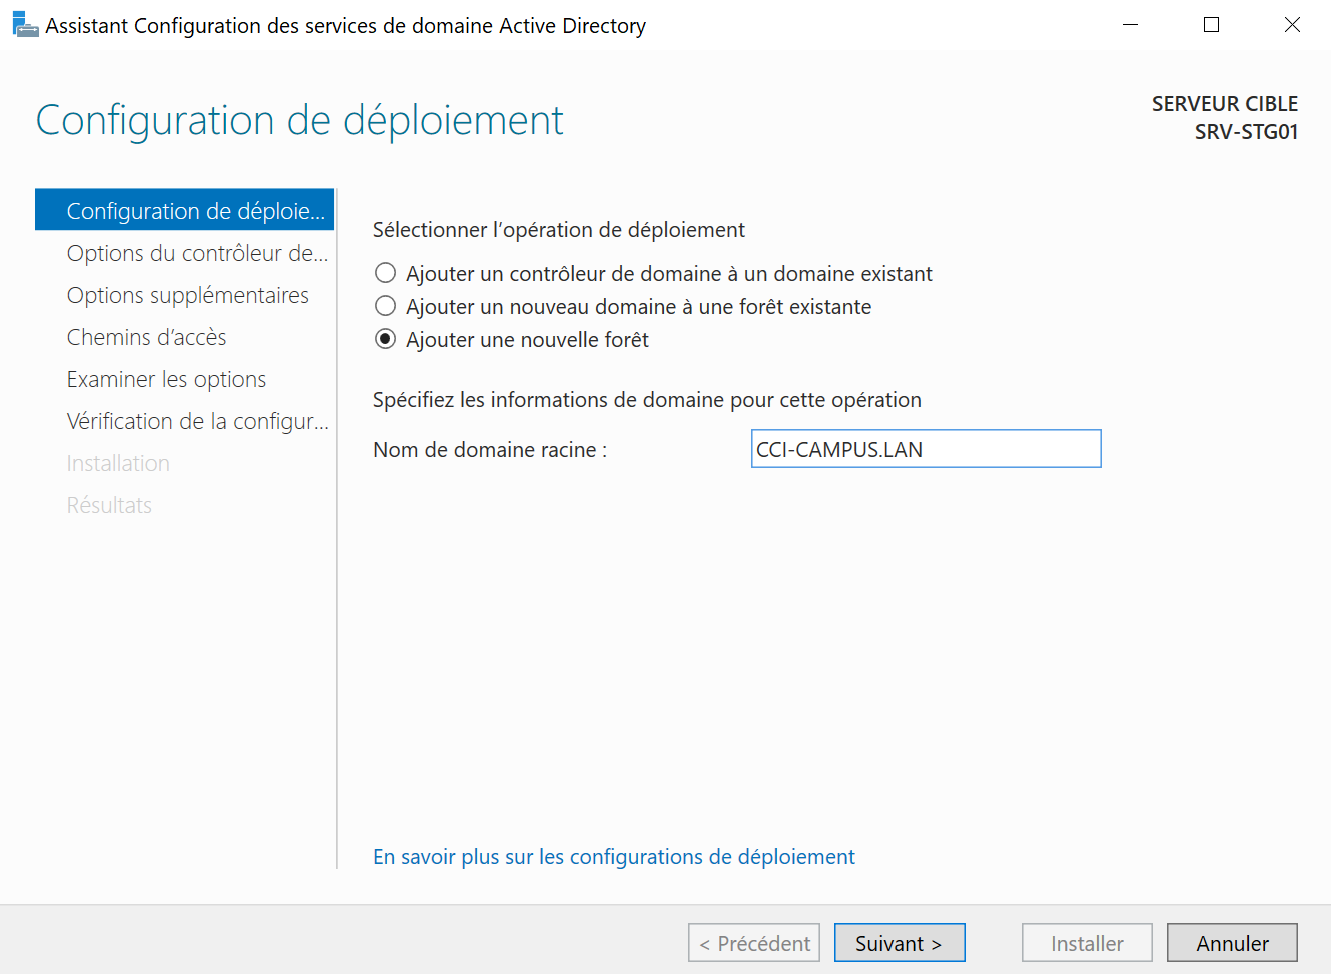 Assistant Configuration des services de domaine Active Directory
Configuration de déploiement
SERVEUR CIBLE
SRV-STG01
Configuration de déploie...
Options du contrôleur de...
Options supplémentaires
Chemins d’accès
Examiner les options
Vérification de la configur...
Installation
Résultats
Sélectionner l’opération de déploiement
Ajouter un contrôleur de domaine à un domaine existant
Ajouter un nouveau domaine à une forêt existante
Ajouter une nouvelle forêt
Spécifiez les informations de domaine pour cette opération
Nom de domaine racine : CCI-CAMPUS.LAN
En savoir plus sur les configurations de déploiement
< Précédent Suivant > Installer Annuler